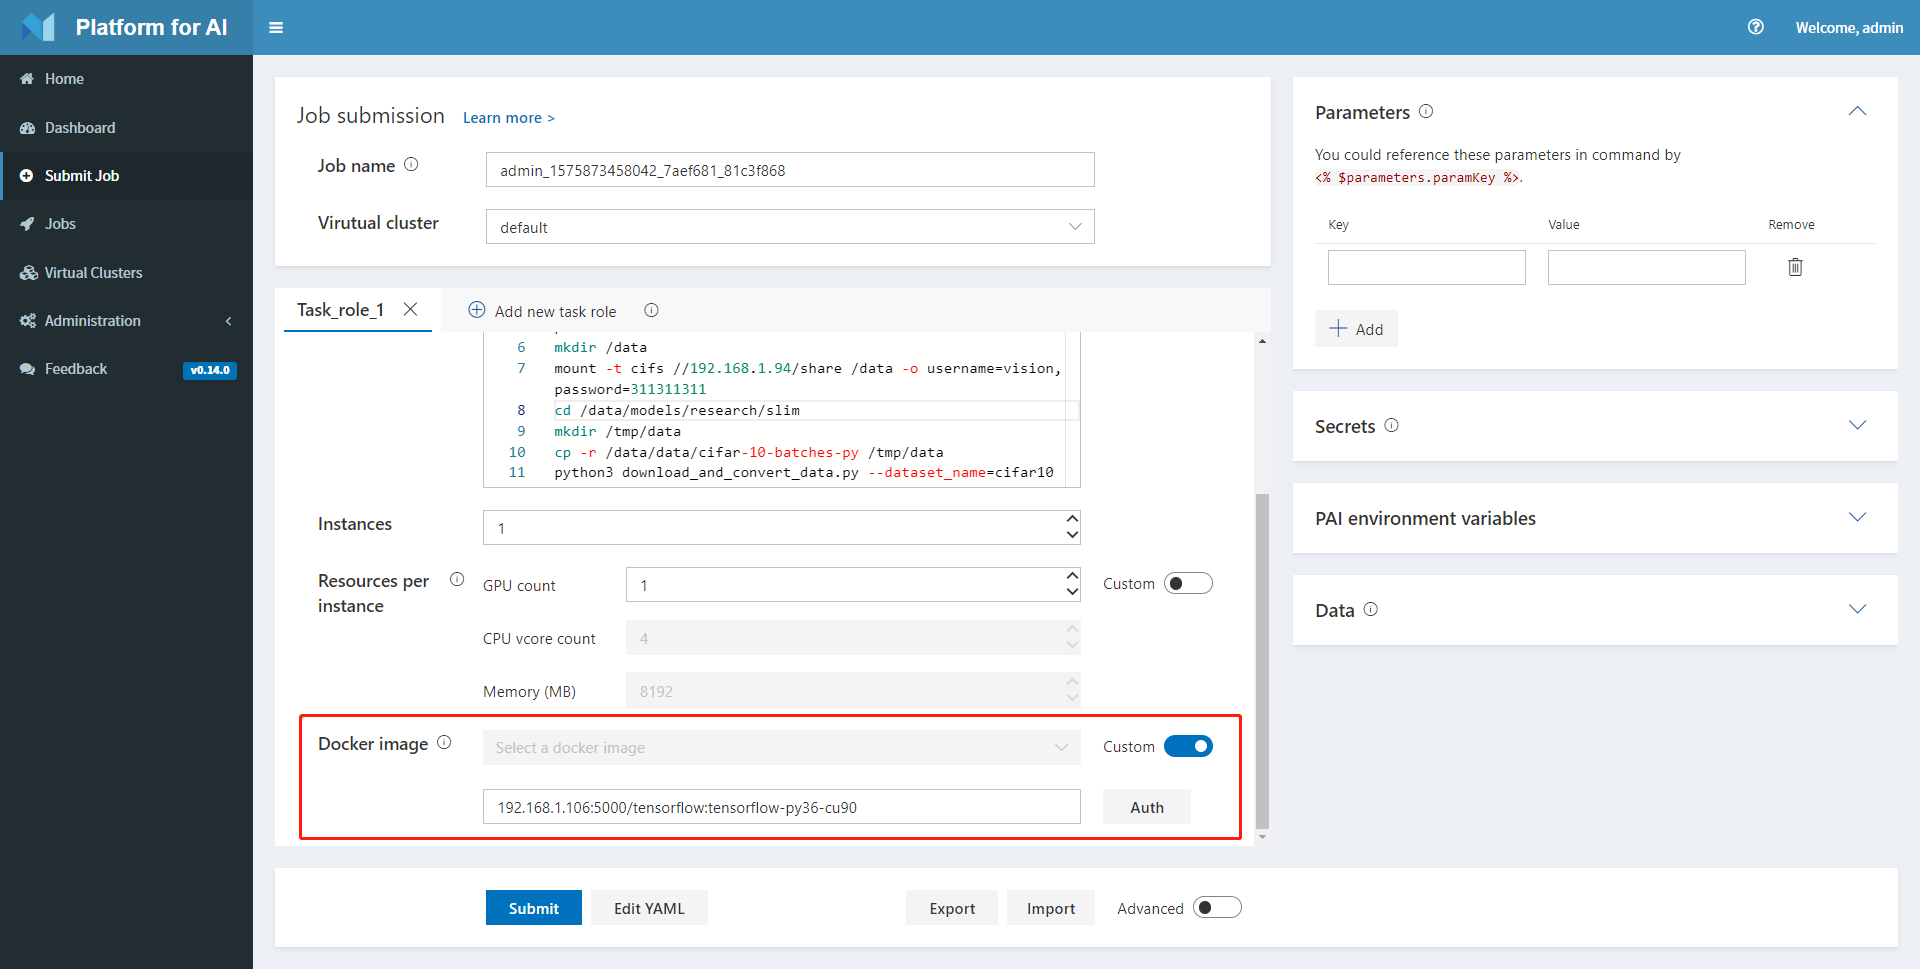 Platform for AI
Welcome, admin
Home
Dashboard
Submit Job
Jobs
Virtual Clusters
Administration
Feedback
v0.14.0
Job submission
Learn more >
Job name
admin_1575873458042_7aef681_81c3f868
Virutual cluster
default
Task_role_1
Add new task role
6 mkdir /data
7 mount -t cifs //192.168.1.94/share /data -o username=vision,
password=311311311
8 cd /data/models/research/slim
9 mkdir /tmp/data
10 cp -r /data/data/cifar-10-batches-py /tmp/data
11 python3 download_and_convert_data.py --dataset_name=cifar10
Instances
1
Resources per
instance
GPU count
1
Custom
CPU vcore count
4
Memory (MB)
8192
Docker image
Select a docker image
Custom
192.168.1.106:5000/tensorflow:tensorflow-py36-cu90
Auth
Submit
Edit YAML
Export
Import
Advanced
Parameters
You could reference these parameters in command by
<% $parameters.paramKey %>.
Key Value Remove
Add
Secrets
PAI environment variables
Data